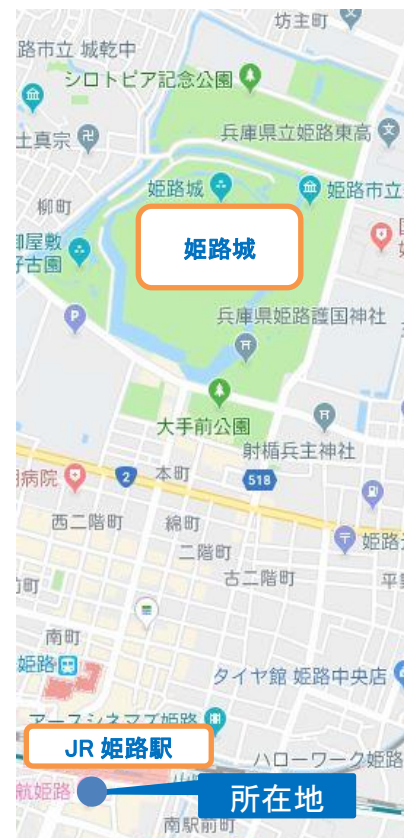 坊主町
路市立 城乾中
シロトピア記念公園
兵庫県立姫路東高
土真宗
姫路城
姫路市立
柳町
御屋敷
好古園
姫路城
P
兵庫県姫路護国神社
大手前公園
射楯兵主神社
病院
2
本町
518
西二階町
綿町
姫路
二階町
古二階町
平野
南町
姫路
タイヤ館 姫路中央店
アースシネマズ姫路
JR 姫路駅
ハローワーク姫路
航姫路
所在地
南駅前町